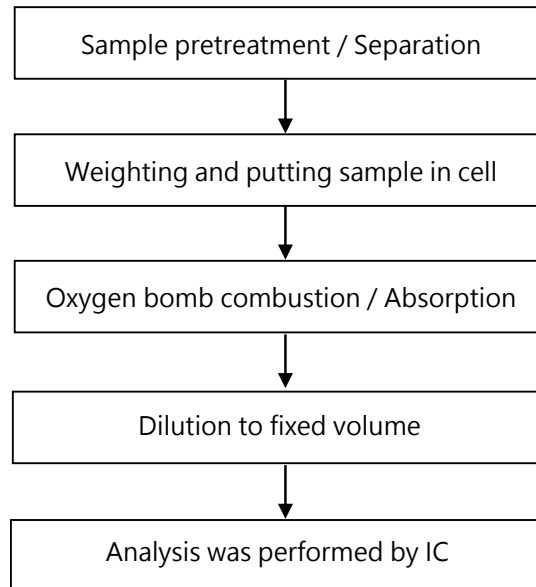 Sample pretreatment / Separation
Weighting and putting sample in cell
Oxygen bomb combustion / Absorption
Dilution to fixed volume
Analysis was performed by IC